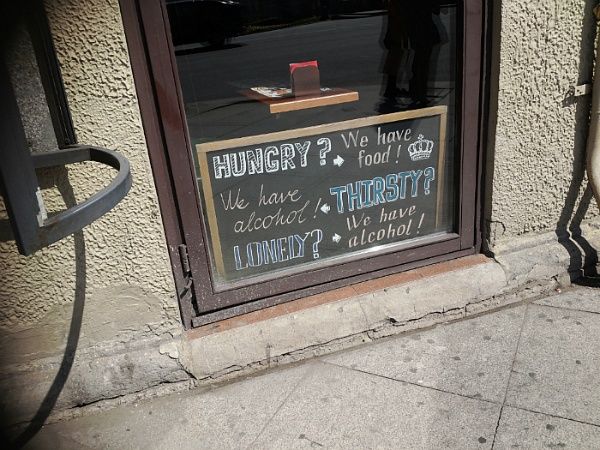 HUNGRY? We have food!
We have alcohol! THIRSTY?
LONELY? We have alcohol!